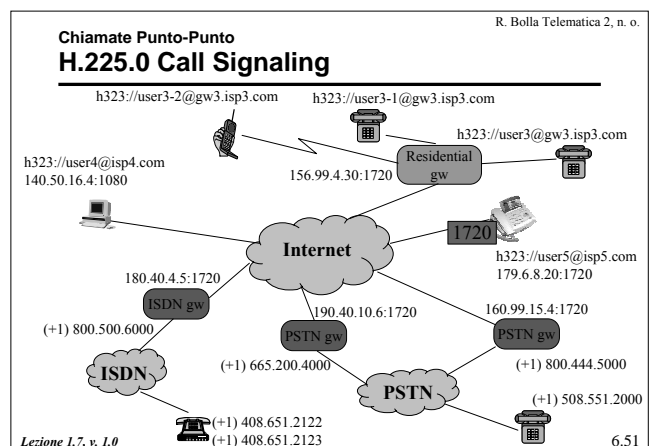 R. Bolla Telematica 2, n. o.
Chiamate Punto-Punto
H.225.0 Call Signaling
h323://user3-2@gw3.isp3.com
h323://user3-1@gw3.isp3.com
h323://user3@gw3.isp3.com
Residential
gw
156.99.4.30:1720
h323://user4@isp4.com
140.50.16.4:1080
1720
h323://user5@isp5.com
179.6.8.20:1720
Internet
180.40.4.5:1720
ISDN gw
(+1) 800.500.6000
190.40.10.6:1720
PSTN gw
(+1) 665.200.4000
160.99.15.4:1720
PSTN gw
(+1) 800.444.5000
ISDN
PSTN
(+1) 508.551.2000
(+1) 408.651.2122
(+1) 408.651.2123
Lezione 1.7, v. 1.0
6.51